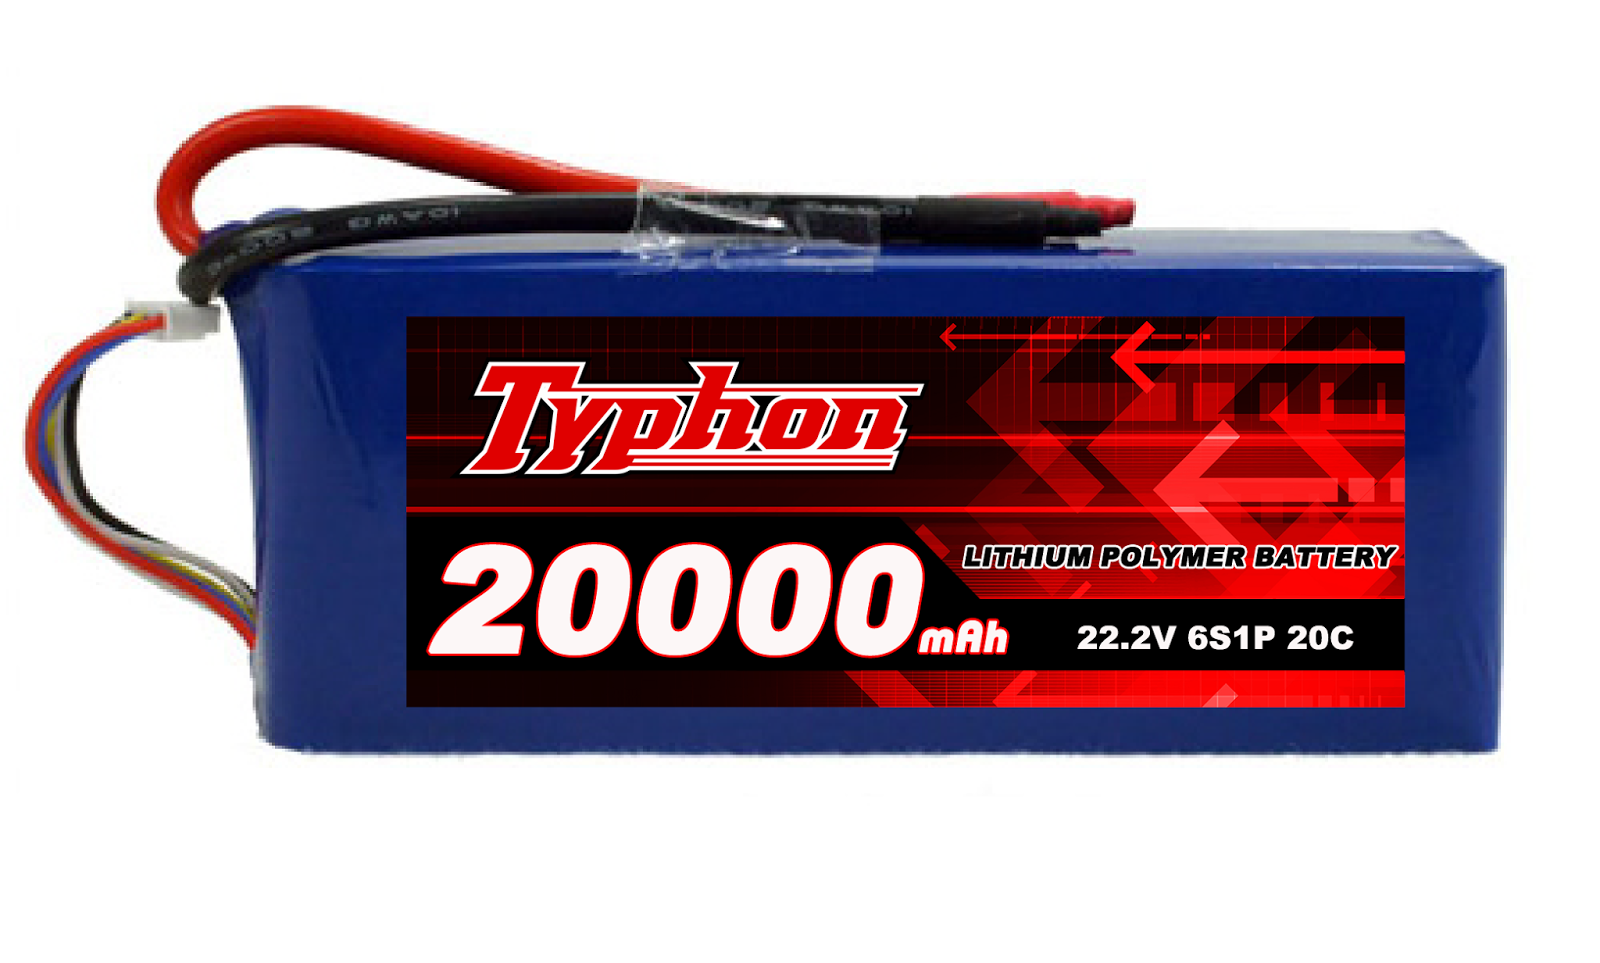 Typhon
20000mAh
LITHIUM POLYMER BATTERY
22.2V 6S1P 20C